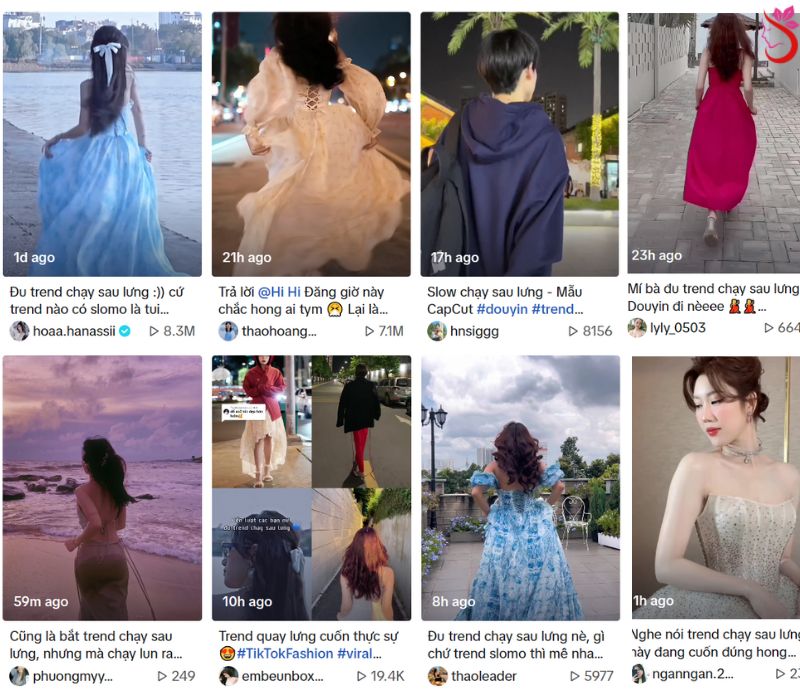 1d ago
21h ago
17h ago
23h ago
Đu trend chạy sau lưng :)) cứ
trend nào có slomo là tui...
hoaa.hanassii
8.3M
Trả lời @Hi Hi Đăng giờ này
chắc hong ai tym Lại là...
thaohoang...
7.1M
Slow chạy sau lưng - Mẫu
CapCut #douyin #trend...
hnsiggg
8156
Mí bà đu trend chạy sau lưng
Douyin đi nèeee ...
lyly_0503
664
59m ago
10h ago
8h ago
1h ago
đu trend chạy sau lưng
Cũng là bắt trend chạy sau
lưng, nhưng mà chạy lun ra...
phuongmyy...
249
Trend quay lưng cuốn thực sự
#TikTokFashion #viral...
embeunbox...
19.4K
Đu trend chạy sau lưng nè, gì
chứ trend slomo thì mê nha...
thaoleader
5977
Nghe nói trend chạy sau lưng
này đang cuốn đúng hong...
nganngan.2...